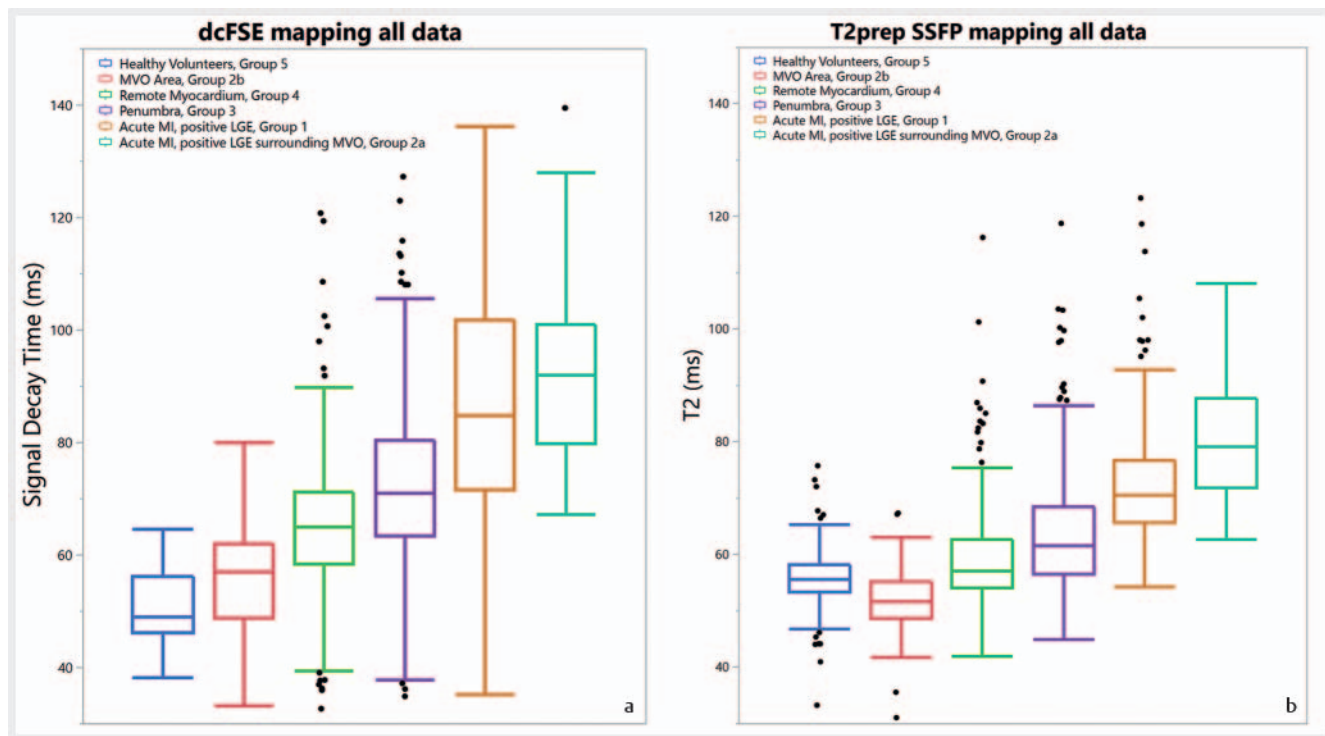 dcFSE mapping all data
Healthy Volunteers, Group 5
MVO Area, Group 2b
Remote Myocardium, Group 4
Penumbra, Group 3
Acute MI, positive LGE, Group 1
Acute MI, positive LGE surrounding MVO, Group 2a
Signal Decay Time (ms)
140
120
100
80
60
40
a
T2prep SSFP mapping all data
Healthy Volunteers, Group 5
MVO Area, Group 2b
Remote Myocardium, Group 4
Penumbra, Group 3
Acute MI, positive LGE, Group 1
Acute MI, positive LGE surrounding MVO, Group 2a
T2 (ms)
140
120
100
80
60
40
b